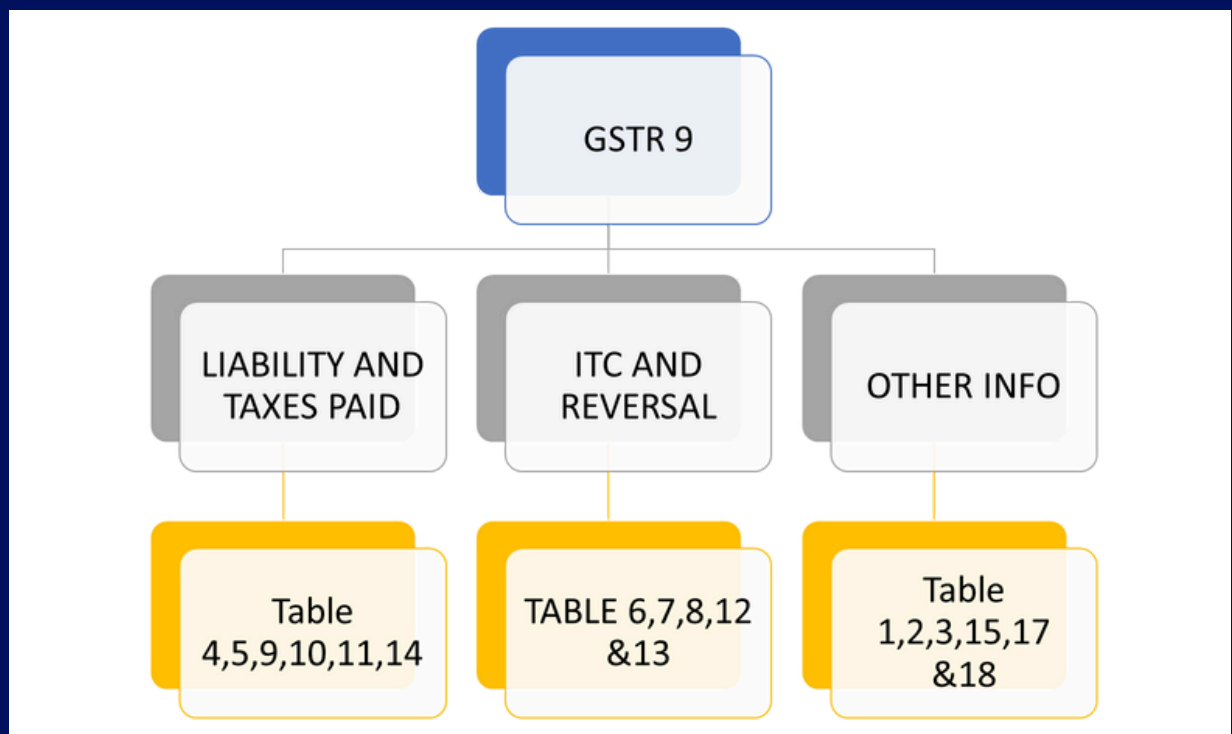 GSTR 9
LIABILITY AND
TAXES PAID
ITC AND
REVERSAL
OTHER INFO
Table
4,5,9,10,11,14
TABLE 6,7,8,12
&13
Table
1,2,3,15,17
&18